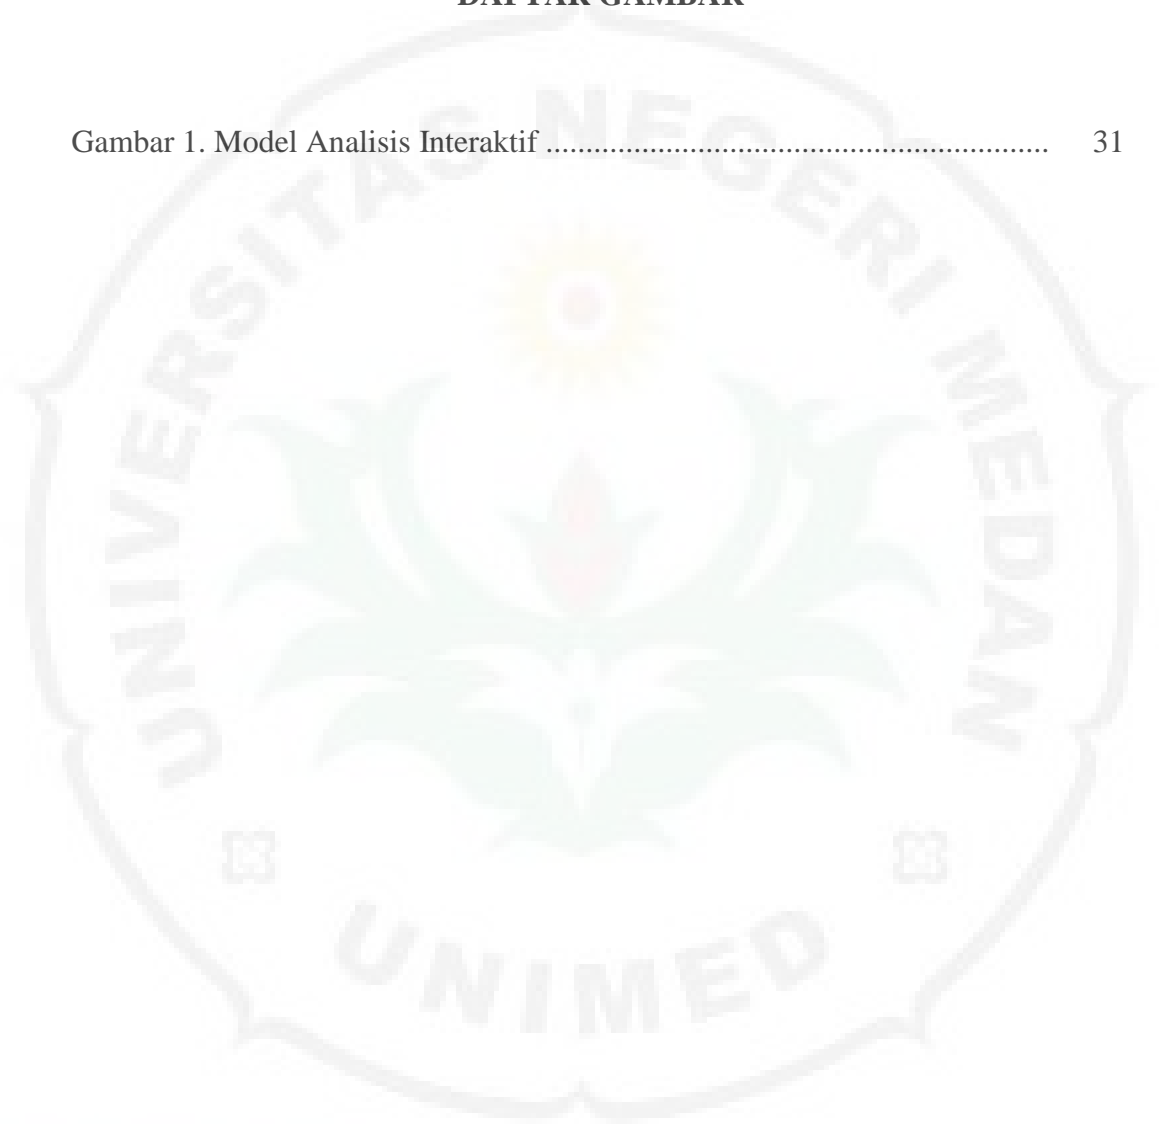 DAFTAR GAMBAR
Gambar 1. Model Analisis Interaktif ............................................................... 31
UNIVERSITAS NEGERI MEDAN
UNIMED